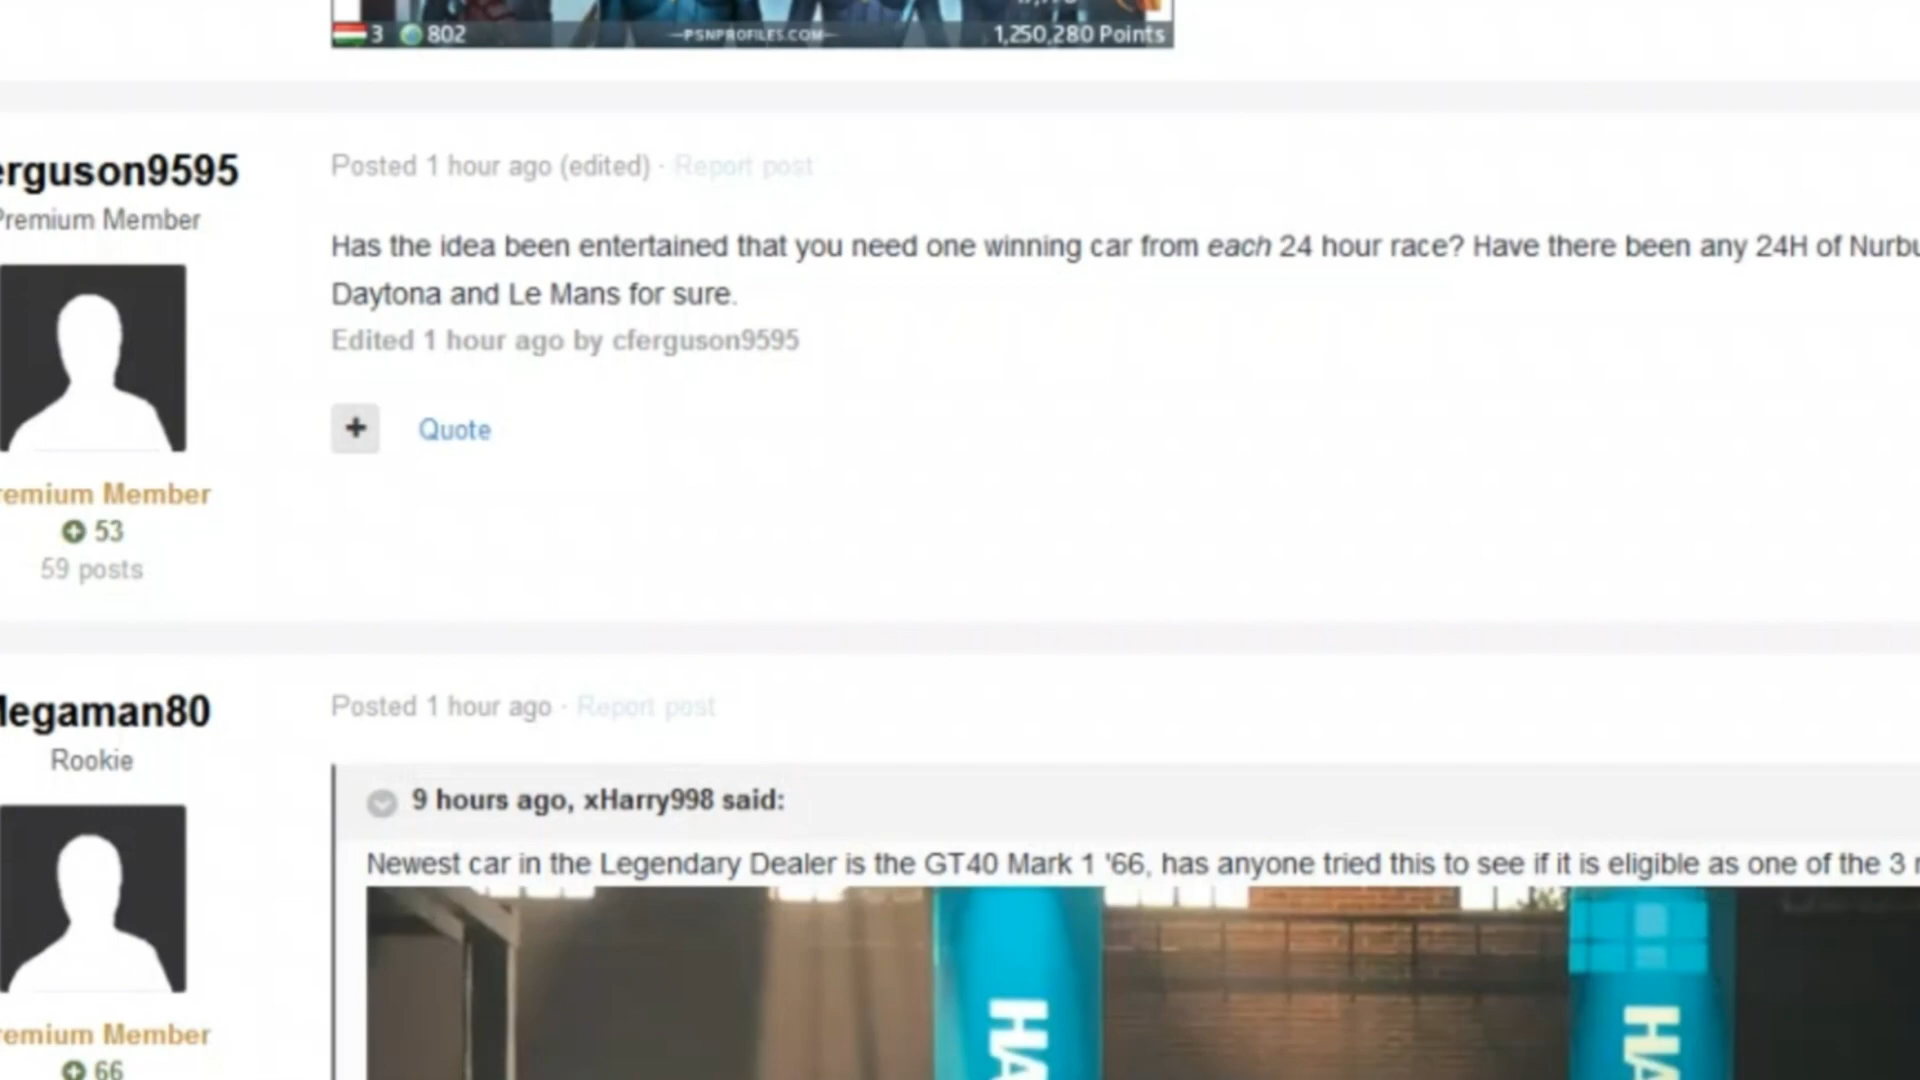 3 802 PSNPROFILES.COM 1,250,280 Points
erguson9595
Premium Member
Posted 1 hour ago (edited) · Report post
Has the idea been entertained that you need one winning car from each 24 hour race? Have there been any 24H of Nurbu
Daytona and Le Mans for sure.
Edited 1 hour ago by cferguson9595
+ Quote
remium Member
53
59 posts
legaman80
Rookie
Posted 1 hour ago · Report post
9 hours ago, xHarry998 said:
Newest car in the Legendary Dealer is the GT40 Mark 1 '66, has anyone tried this to see if it is eligible as one of the 3 r
HA
HA
remium Member
66